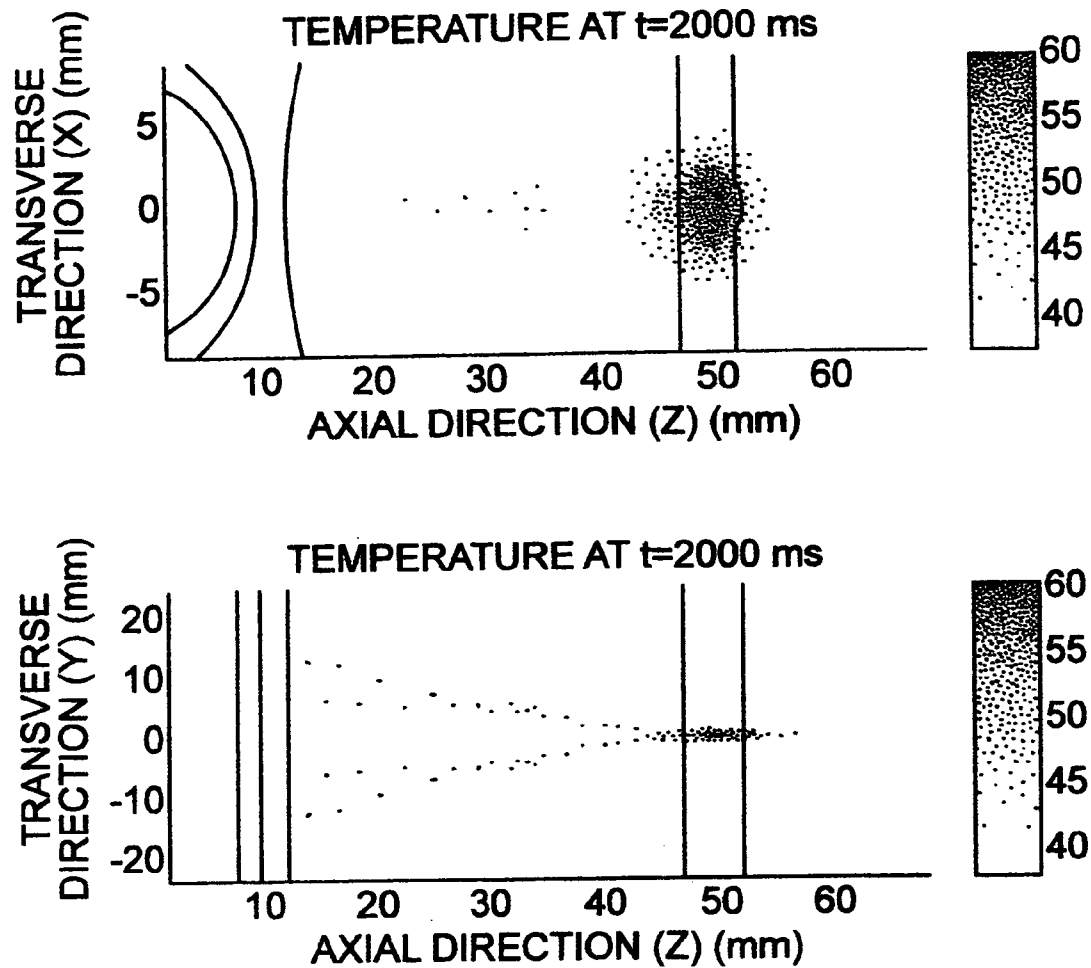 TEMPERATURE AT t=2000 ms
TRANSVERSE
DIRECTION (X) (mm)
5
0
-5
10 20 30 40 50 60
AXIAL DIRECTION (Z) (mm)
60
55
50
45
40
TEMPERATURE AT t=2000 ms
TRANSVERSE
DIRECTION (Y) (mm)
20
10
0
-10
-20
10 20 30 40 50 60
AXIAL DIRECTION (Z) (mm)
60
55
50
45
40